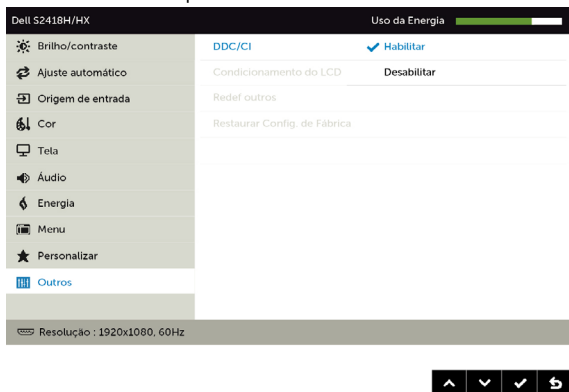 Dell S2418H/HX
Uso da Energia
Brilho/contraste
DDC/CI
Habilitar
Ajuste automático
Condicionamento do LCD
Desabilitar
Origem de entrada
Redef outros
Cor
Restaurar Config. de Fábrica
Tela
Áudio
Energia
Menu
Personalizar
Outros
Resolução : 1920x1080, 60Hz